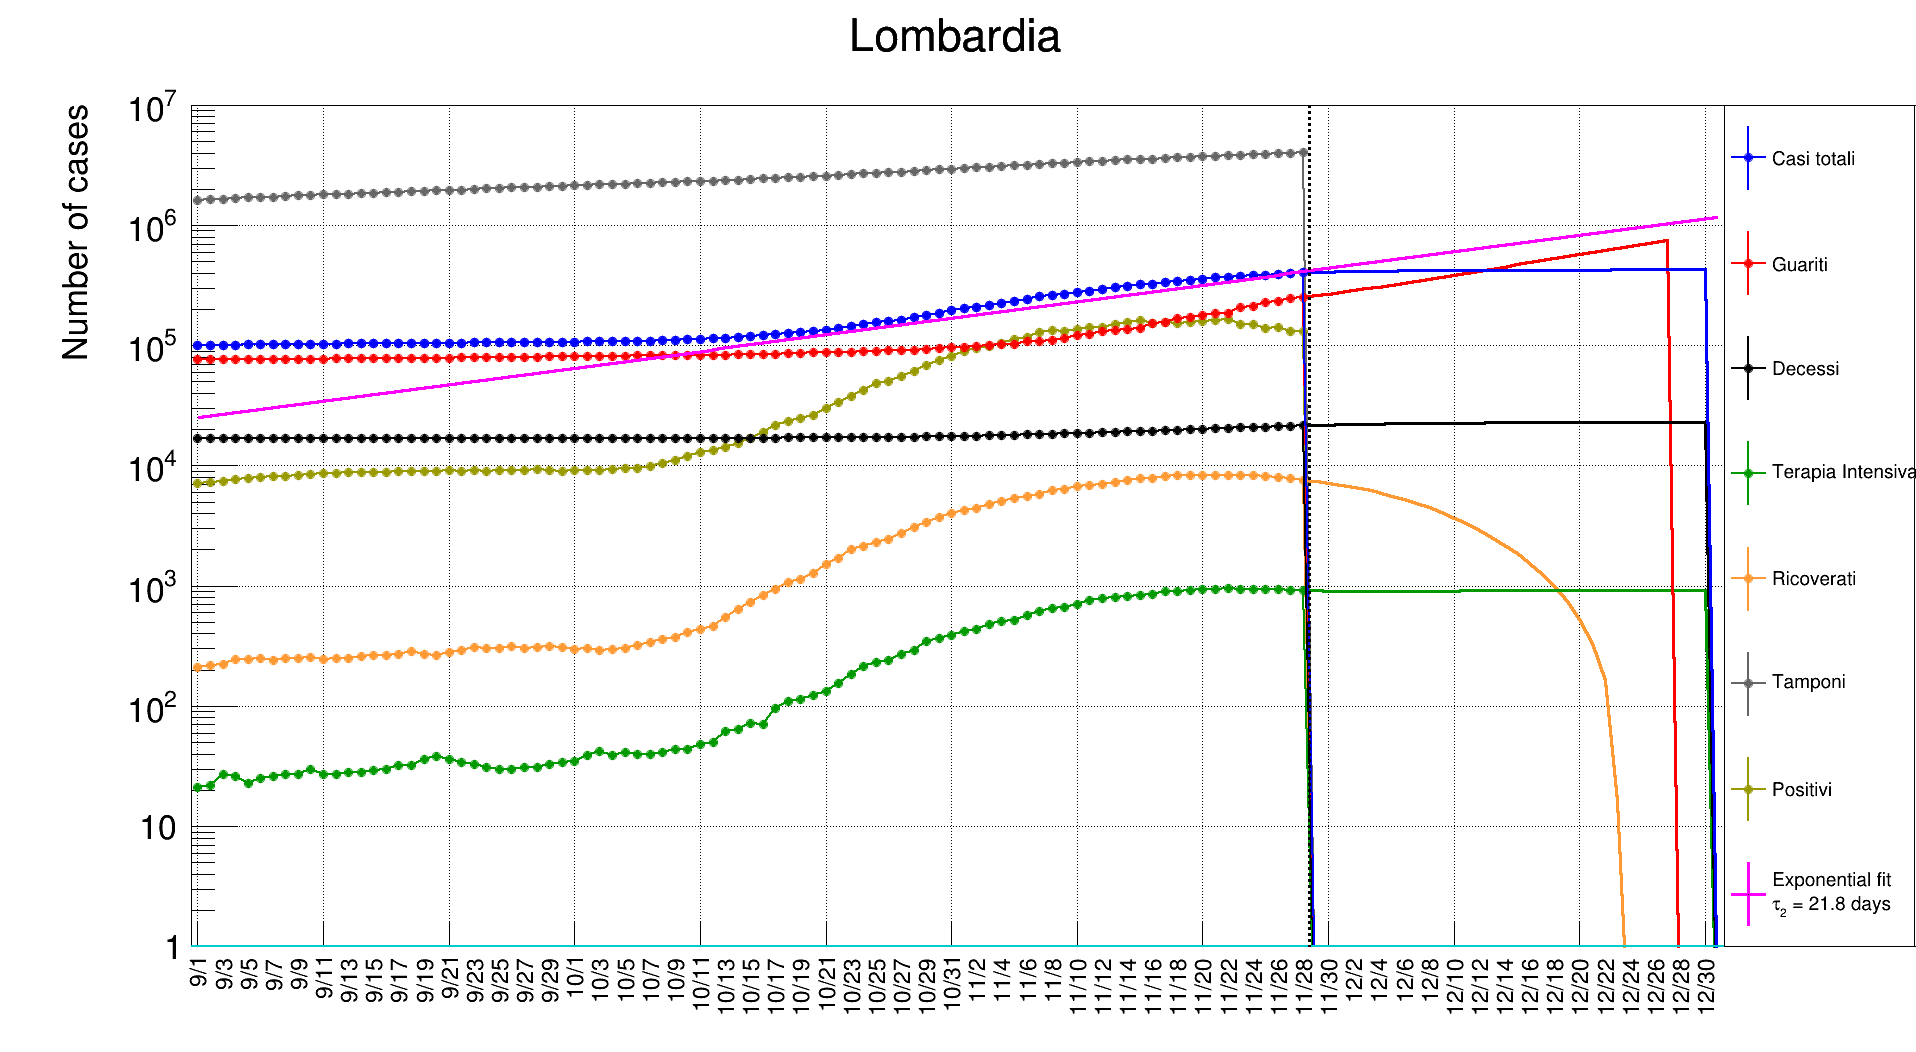 Lombardia
Number of cases
10^7
10^6
10^5
10^4
10^3
10^2
10
1
9/1 9/3 9/5 9/7 9/9 9/11 9/13 9/15 9/17 9/19 9/21 9/23 9/25 9/27 9/29 10/1 10/3 10/5 10/7 10/9 10/11 10/13 10/15 10/17 10/19 10/21 10/23 10/25 10/27 10/29 10/31 11/2 11/4 11/6 11/8 11/10 11/12 11/14 11/16 11/18 11/20 11/22 11/24 11/26 11/28 11/30 12/2 12/4 12/6 12/8 12/10 12/12 12/14 12/16 12/18 12/20 12/22 12/24 12/26 12/28 12/30
Casi totali
Guariti
Decessi
Terapia Intensiva
Ricoverati
Tamponi
Positivi
Exponential fit
τ₂ = 21.8 days